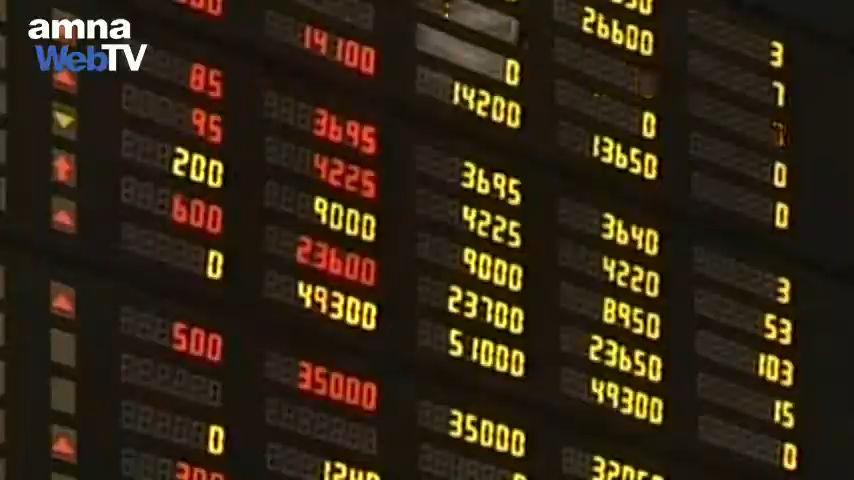 amna
WebTV
26600 3
14100 0 7
85 14200 0
95 3695 13650 0
200 4225 3695 0
600 9000 4225 3640
0 23600 9000 4220 3
49300 23700 8950 53
500 51000 23650 103
35000 49300 15
0 35000 0